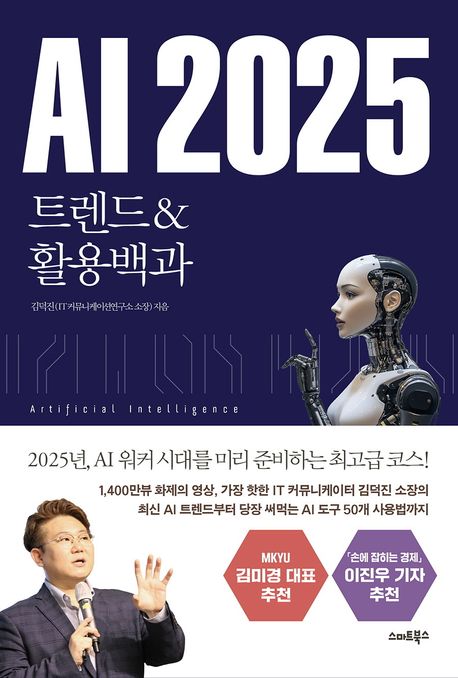 AI 2025
트렌드&
활용백과
김덕진(IT커뮤니케이션연구소 소장) 지음
Artificial Intelligence
2025년, AI 워커 시대를 미리 준비하는 최고급 코스!
1,400만뷰 화제의 영상, 가장 핫한 IT 커뮤니케이터 김덕진 소장의
최신 AI 트렌드부터 당장 써먹는 AI 도구 50개 사용법까지
MKYU
김미경 대표
추천
「손에 잡히는 경제」
이진우 기자
추천
스마트북스